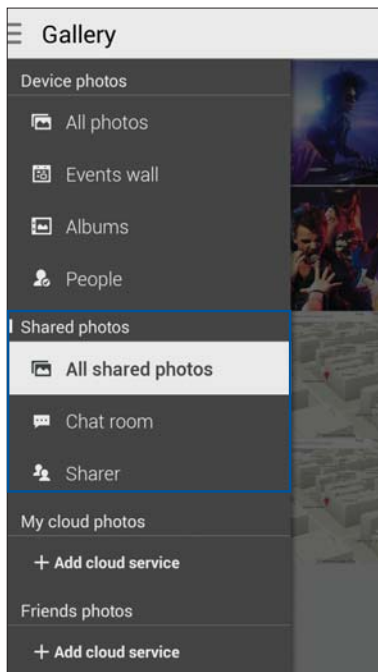 Gallery
Device photos
All photos
Events wall
Albums
People
Shared photos
All shared photos
Chat room
Sharer
My cloud photos
+ Add cloud service
Friends photos
+ Add cloud service